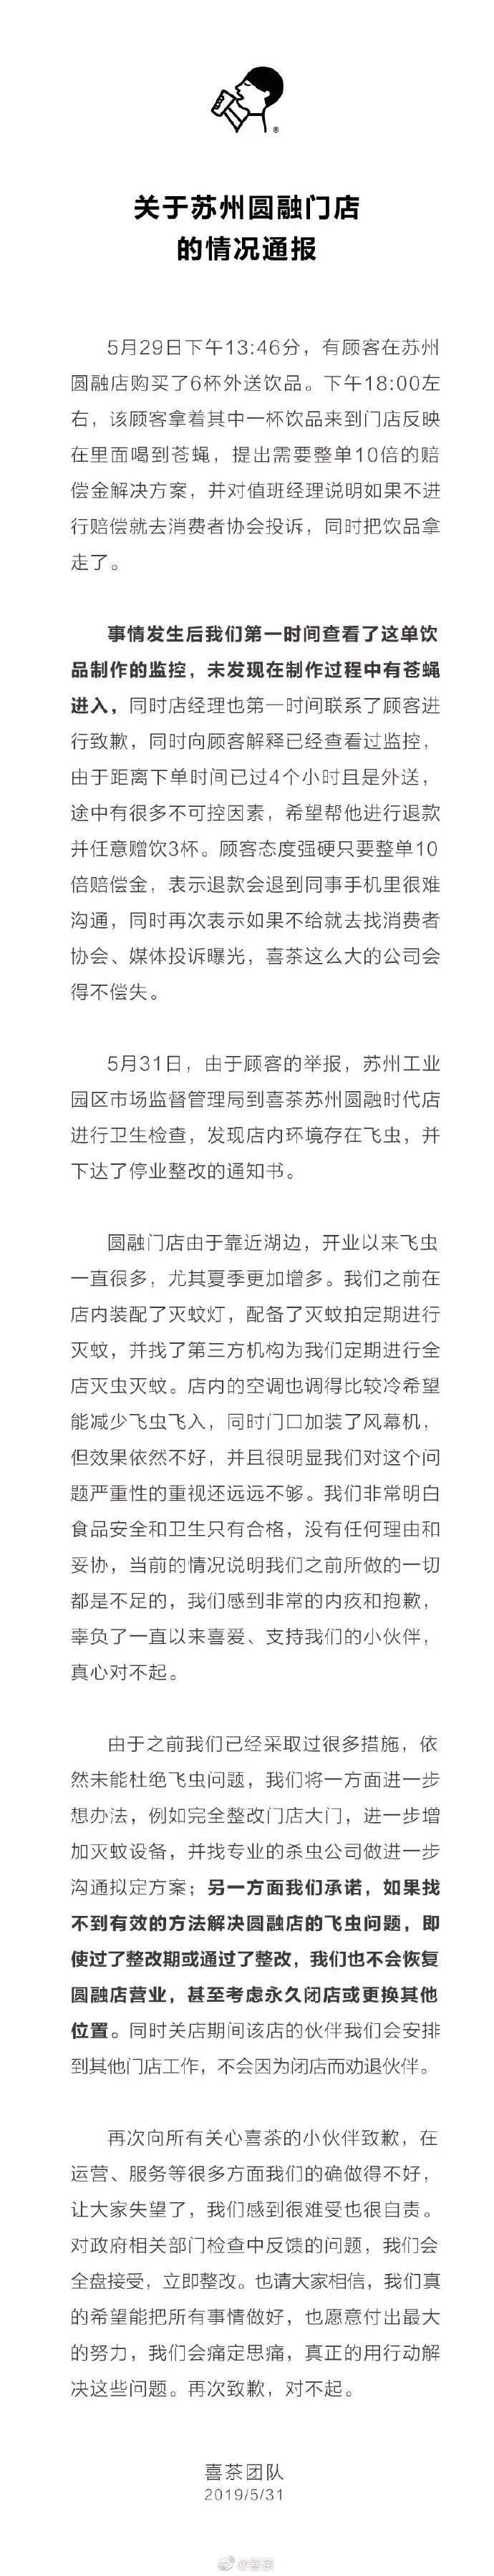 ®
关于苏州圆融门店
的情况通报
5月29日下午13:46分，有顾客在苏州
圆融店购买了6杯外送饮品。下午18:00左
右，该顾客拿着其中一杯饮品来到门店反映
在里面喝到苍蝇，提出需要整单10倍的赔
偿金解决方案，并对值班经理说明如果不进
行赔偿就去消费者协会投诉，同时把饮品拿
走了。
事情发生后我们第一时间查看了这单饮
品制作的监控，未发现在制作过程中有苍蝇
进入，同时店经理也第一时间联系了顾客进
行致歉，同时向顾客解释已经查看过监控，
由于距离下单时间已过4个小时且是外送，
途中有很多不可控因素，希望帮他进行退款
并任意赠饮3杯。顾客态度强硬只要整单10
倍赔偿金，表示退款会退到同事手机里很难
沟通，同时再次表示如果不给就去找消费者
协会、媒体投诉曝光，喜茶这么大的公司会
得不偿失。
5月31日，由于顾客的举报，苏州工业
园区市场监督管理局到喜茶苏州圆融时代店
进行卫生检查，发现店内环境存在飞虫，并
下达了停业整改的通知书。
圆融门店由于靠近湖边，开业以来飞虫
一直很多，尤其夏季更加增多。我们之前在
店内装配了灭蚊灯，配备了灭蚊拍定期进行
灭蚊，并找了第三方机构为我们定期进行全
店灭虫灭蚊。店内的空调也调得比较冷希望
能减少飞虫飞入，同时门口加装了风幕机，
但效果依然不好，并且很明显我们对这个问
题严重性的重视还远远不够。我们非常明白
食品安全和卫生只有合格，没有任何理由和
妥协，当前的情况说明我们之前所做的一切
都是不足的，我们感到非常的内疚和抱歉，
辜负了一直以来喜爱、支持我们的小伙伴，
真心对不起。
由于之前我们已经采取过很多措施，依
然未能杜绝飞虫问题，我们将一方面进一步
想办法，例如完全整改门店大门，进一步增
加灭蚊设备，并找专业的杀虫公司做进一步
沟通拟定方案；另一方面我们承诺，如果找
不到有效的方法解决圆融店的飞虫问题，即
使过了整改期或通过了整改，我们也不会恢复
圆融店营业，甚至考虑永久闭店或更换其他
位置。同时关店期间该店的伙伴我们会安排
到其他门店工作，不会因为闭店而劝退伙伴。
再次向所有关心喜茶的小伙伴致歉，在
运营、服务等很多方面我们的确做得不好，
让大家失望了，我们感到很难受也很自责。
对政府相关部门检查中反馈的问题，我们会
全盘接受，立即整改。也请大家相信，我们真
的希望能把所有事情做好，也愿意付出最大
的努力，我们会痛定思痛，真正的用行动解
决这些问题。再次致歉，对不起。
喜茶团队
2019/5/31
@喜茶